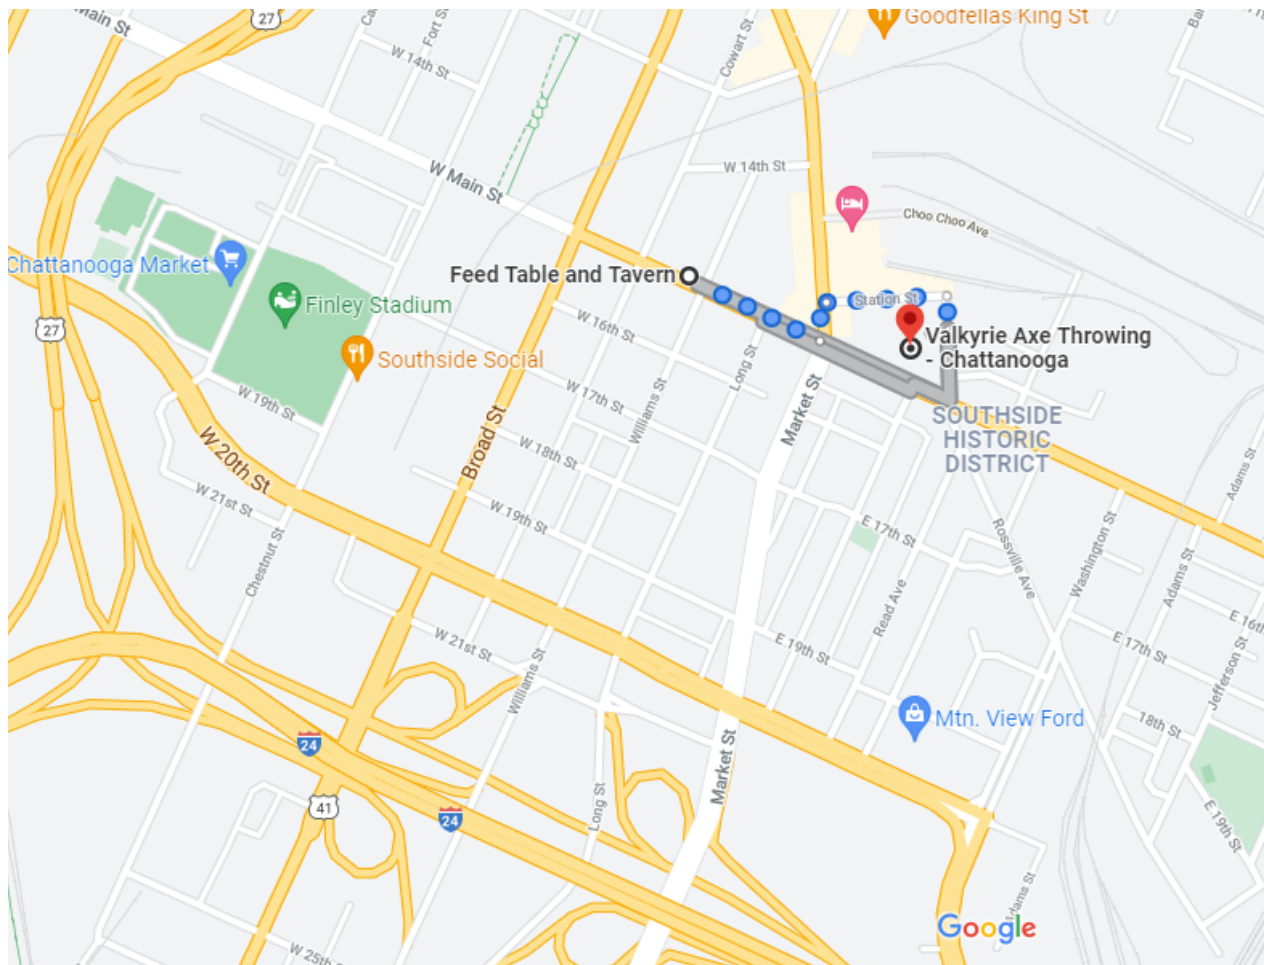 Main St
27
Fort St
W 14th St
Cowart St
Goodfellas King St
W Main St
W 14th St
Choo Choo Ave
Chattanooga Market
Finley Stadium
27
Southside Social
Feed Table and Tavern
Station St
Valkyrie Axe Throwing
- Chattanooga
W 16th St
Long St
W 17th St
Williams St
Market St
SOUTHSIDE
HISTORIC
DISTRICT
W 19th St
Broad St
W 20th St
W 18th St
W 21st St
W 19th St
E 17th St
Rossville Ave
Washington St
Adams St
Adams St
Chestnut St
Read Ave
E 16th
W 21st St
Williams St
E 19th St
E 17th St
Jefferson St
Mtn. View Ford
18th St
24
41
24
Market St
Long St
E 19th St
Adams St
Google
W 25th St